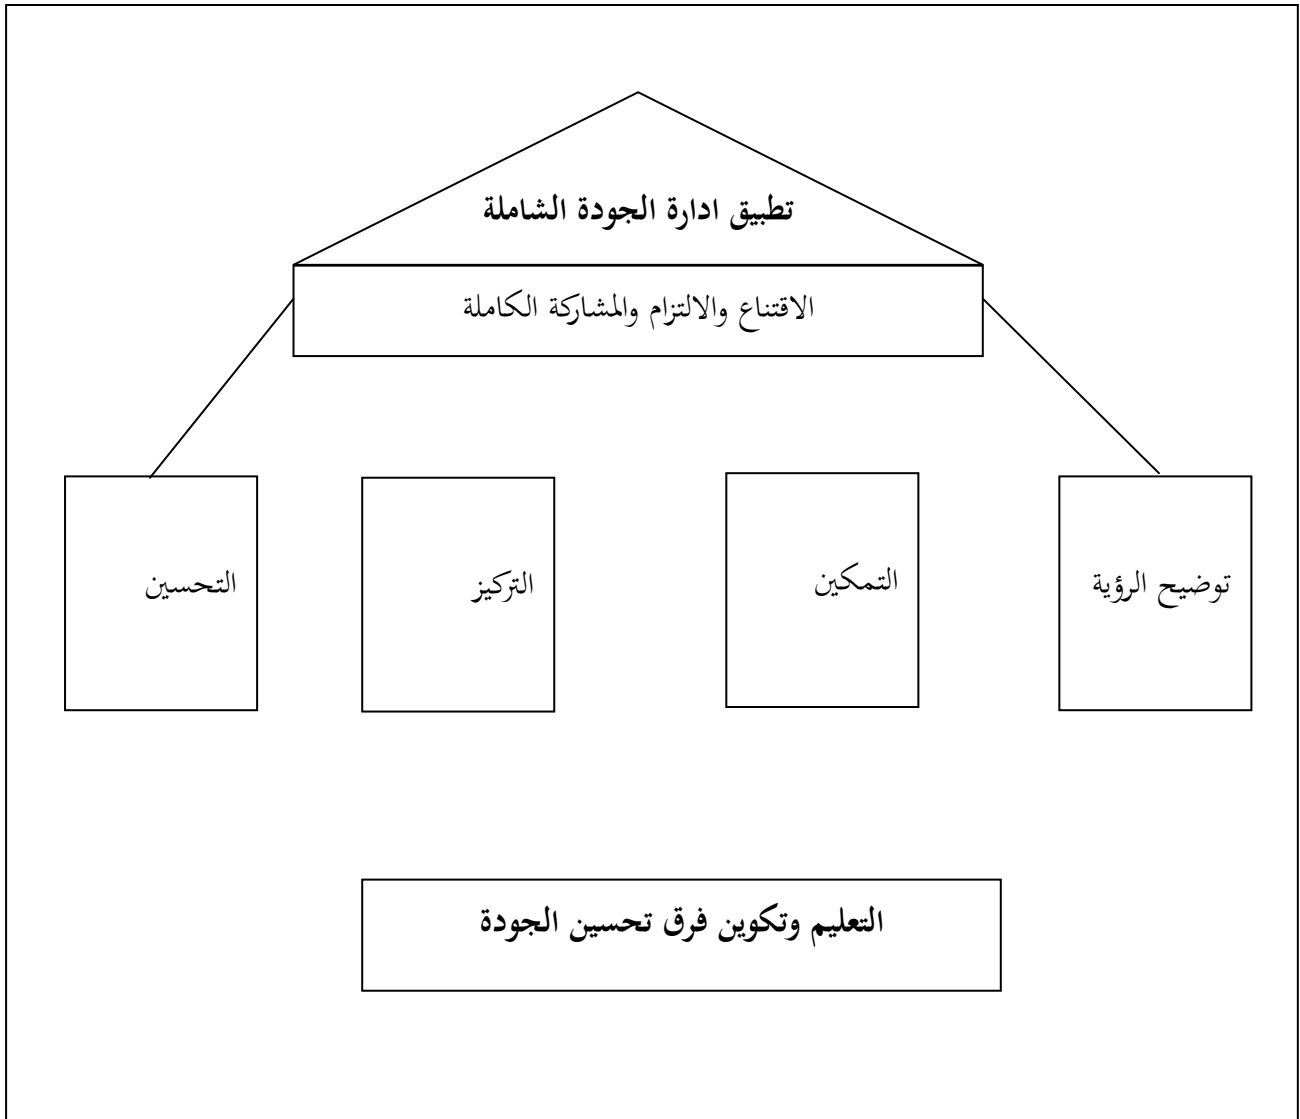 تطبيق ادارة الجودة الشاملة
الاقتناع والالتزام والمشاركة الكاملة
توضيح الرؤية
التمكين
التركيز
التحسين
التعليم وتكوين فرق تحسين الجودة